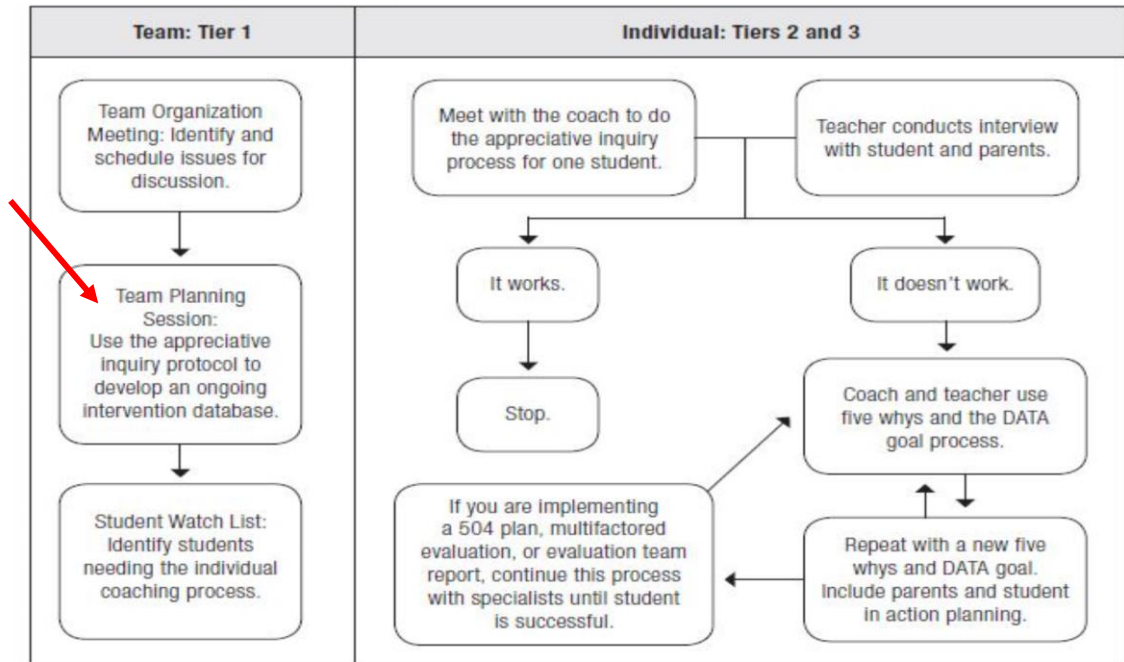 Team: Tier 1
Individual: Tiers 2 and 3
Team Organization
Meeting: Identify and
schedule issues for
discussion.
Team Planning
Session:
Use the appreciative
inquiry protocol to
develop an ongoing
intervention database.
Student Watch List:
Identify students
needing the individual
coaching process.
Meet with the coach to do
the appreciative inquiry
process for one student.
Teacher conducts interview
with student and parents.
It works.
It doesn't work.
Stop.
Coach and teacher use
five whys and the DATA
goal process.
If you are implementing
a 504 plan, multifactored
evaluation, or evaluation team
report, continue this process
with specialists until student
is successful.
Repeat with a new five
whys and DATA goal.
Include parents and student
in action planning.